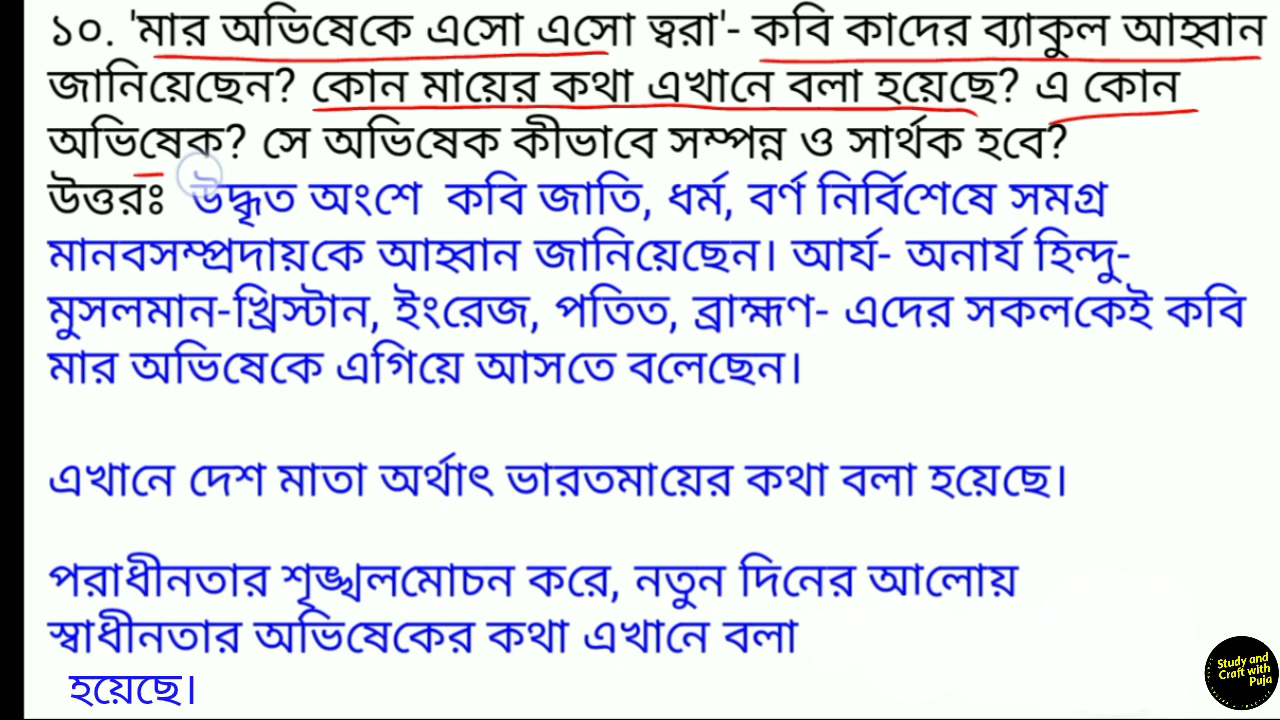 ১০. 'মার অভিষেকে এসো এসো ত্বরা'- কবি কাদের ব্যাকুল আহ্বান
জানিয়েছেন? কোন মায়ের কথা এখানে বলা হয়েছে? এ কোন
অভিষেক? সে অভিষেক কীভাবে সম্পন্ন ও সার্থক হবে?
উত্তরঃ উদ্ধৃত অংশে কবি জাতি, ধর্ম, বর্ণ নির্বিশেষে সমগ্র
মানবসম্প্রদায়কে আহ্বান জানিয়েছেন। আর্য- অনার্য হিন্দু-
মুসলমান-খ্রিস্টান, ইংরেজ, পতিত, ব্রাহ্মণ- এদের সকলকেই কবি
মার অভিষেকে এগিয়ে আসতে বলেছেন।
এখানে দেশ মাতা অর্থাৎ ভারতমায়ের কথা বলা হয়েছে।
পরাধীনতার শৃঙ্খলমোচন করে, নতুন দিনের আলোয়
স্বাধীনতার অভিষেকের কথা এখানে বলা
হয়েছে।
Study and
Craft with
Puja